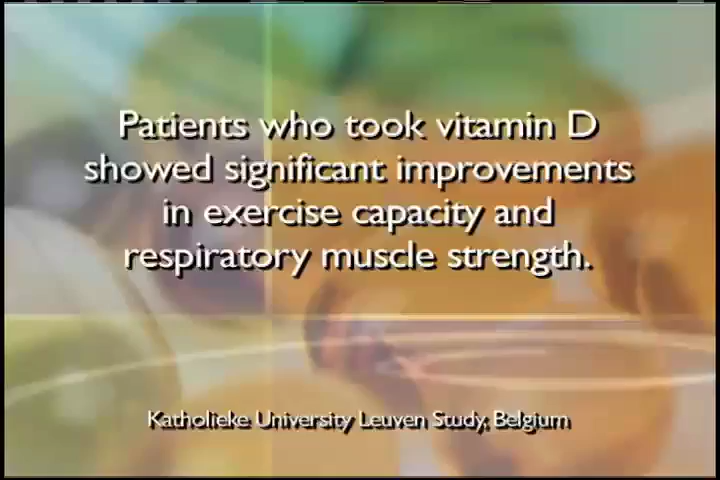 Patients who took vitamin D
showed significant improvements
in exercise capacity and
respiratory muscle strength.
Katholieke University Leuven Study, Belgium